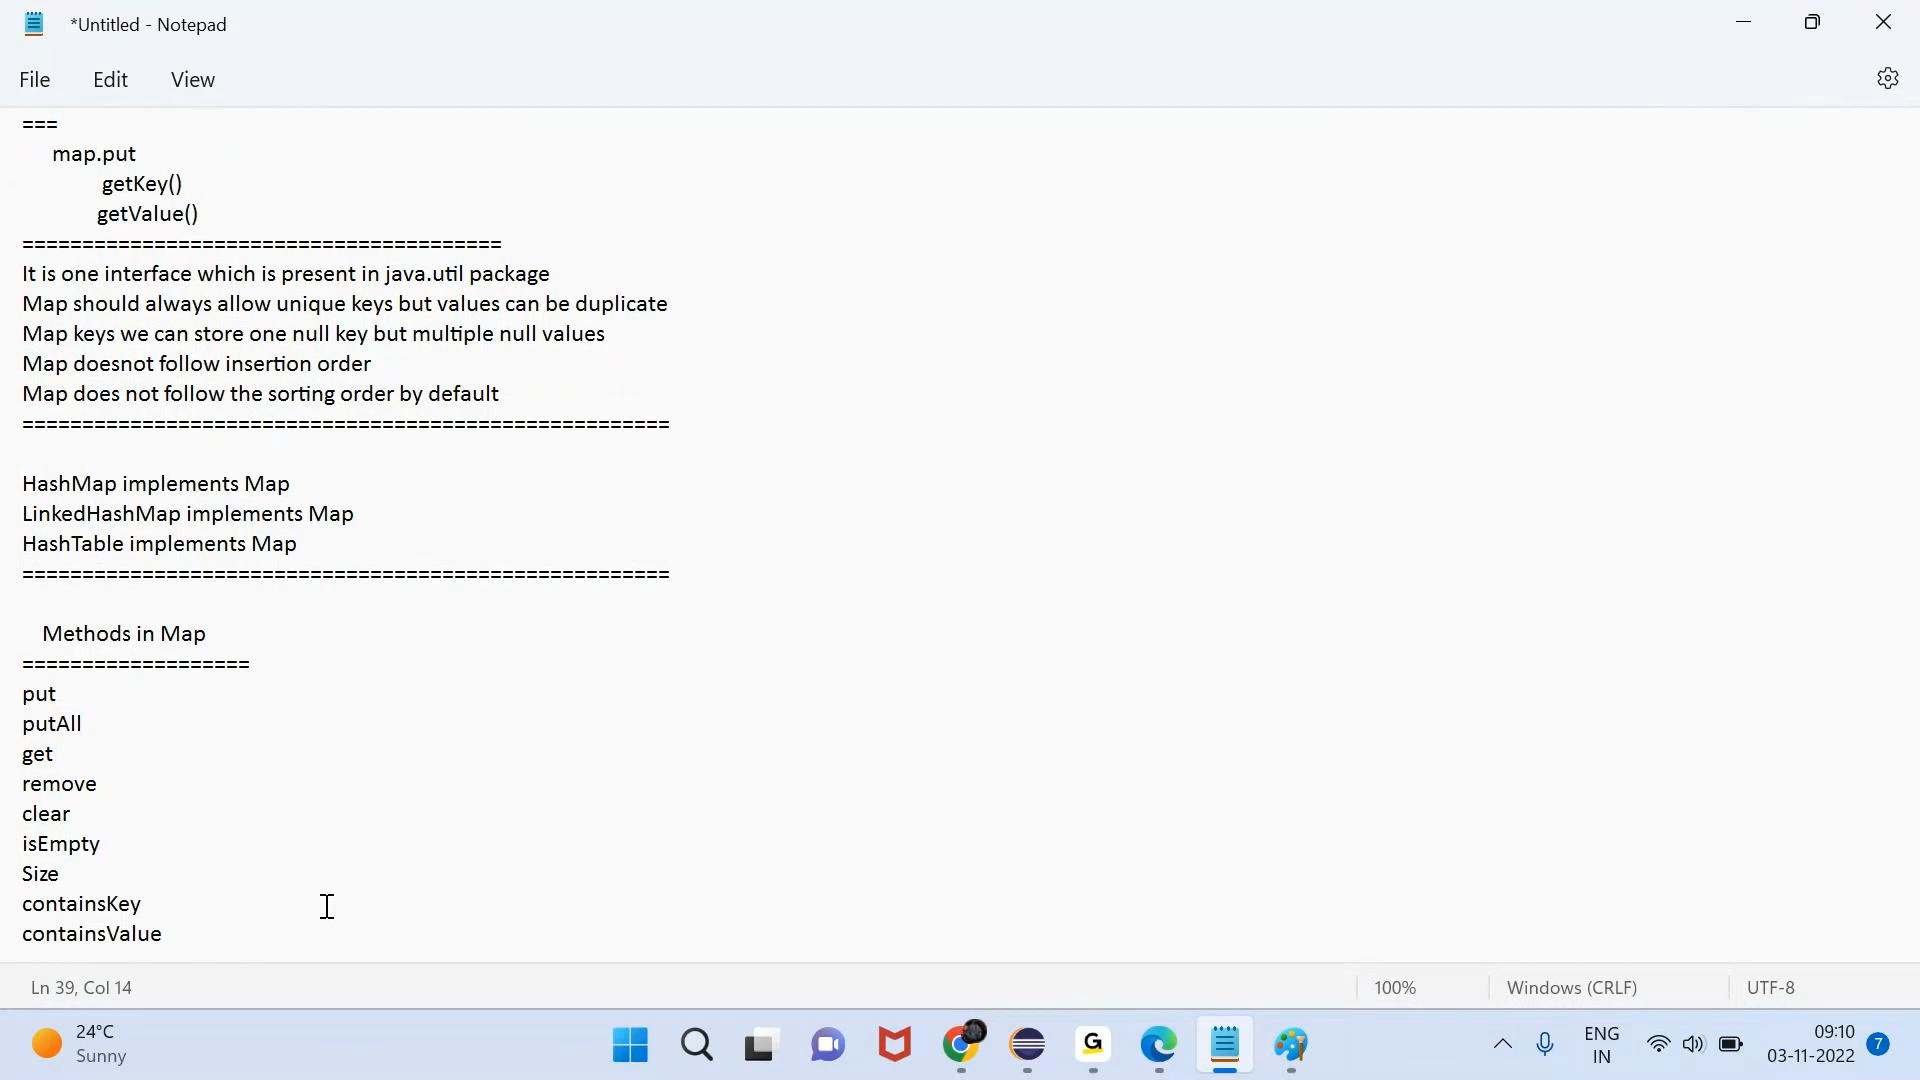 *Untitled - Notepad
File Edit View
===
map.put
getKey()
getValue()
========================================
It is one interface which is present in java.util package
Map should always allow unique keys but values can be duplicate
Map keys we can store one null key but multiple null values
Map doesnot follow insertion order
Map does not follow the sorting order by default
======================================================
HashMap implements Map
LinkedHashMap implements Map
HashTable implements Map
======================================================
Methods in Map
===================
put
putAll
get
remove
clear
isEmpty
Size
containsKey
containsValue
Ln 39, Col 14 100% Windows (CRLF) UTF-8
24°C
Sunny
G
ENG
IN
09:10
03-11-2022
7